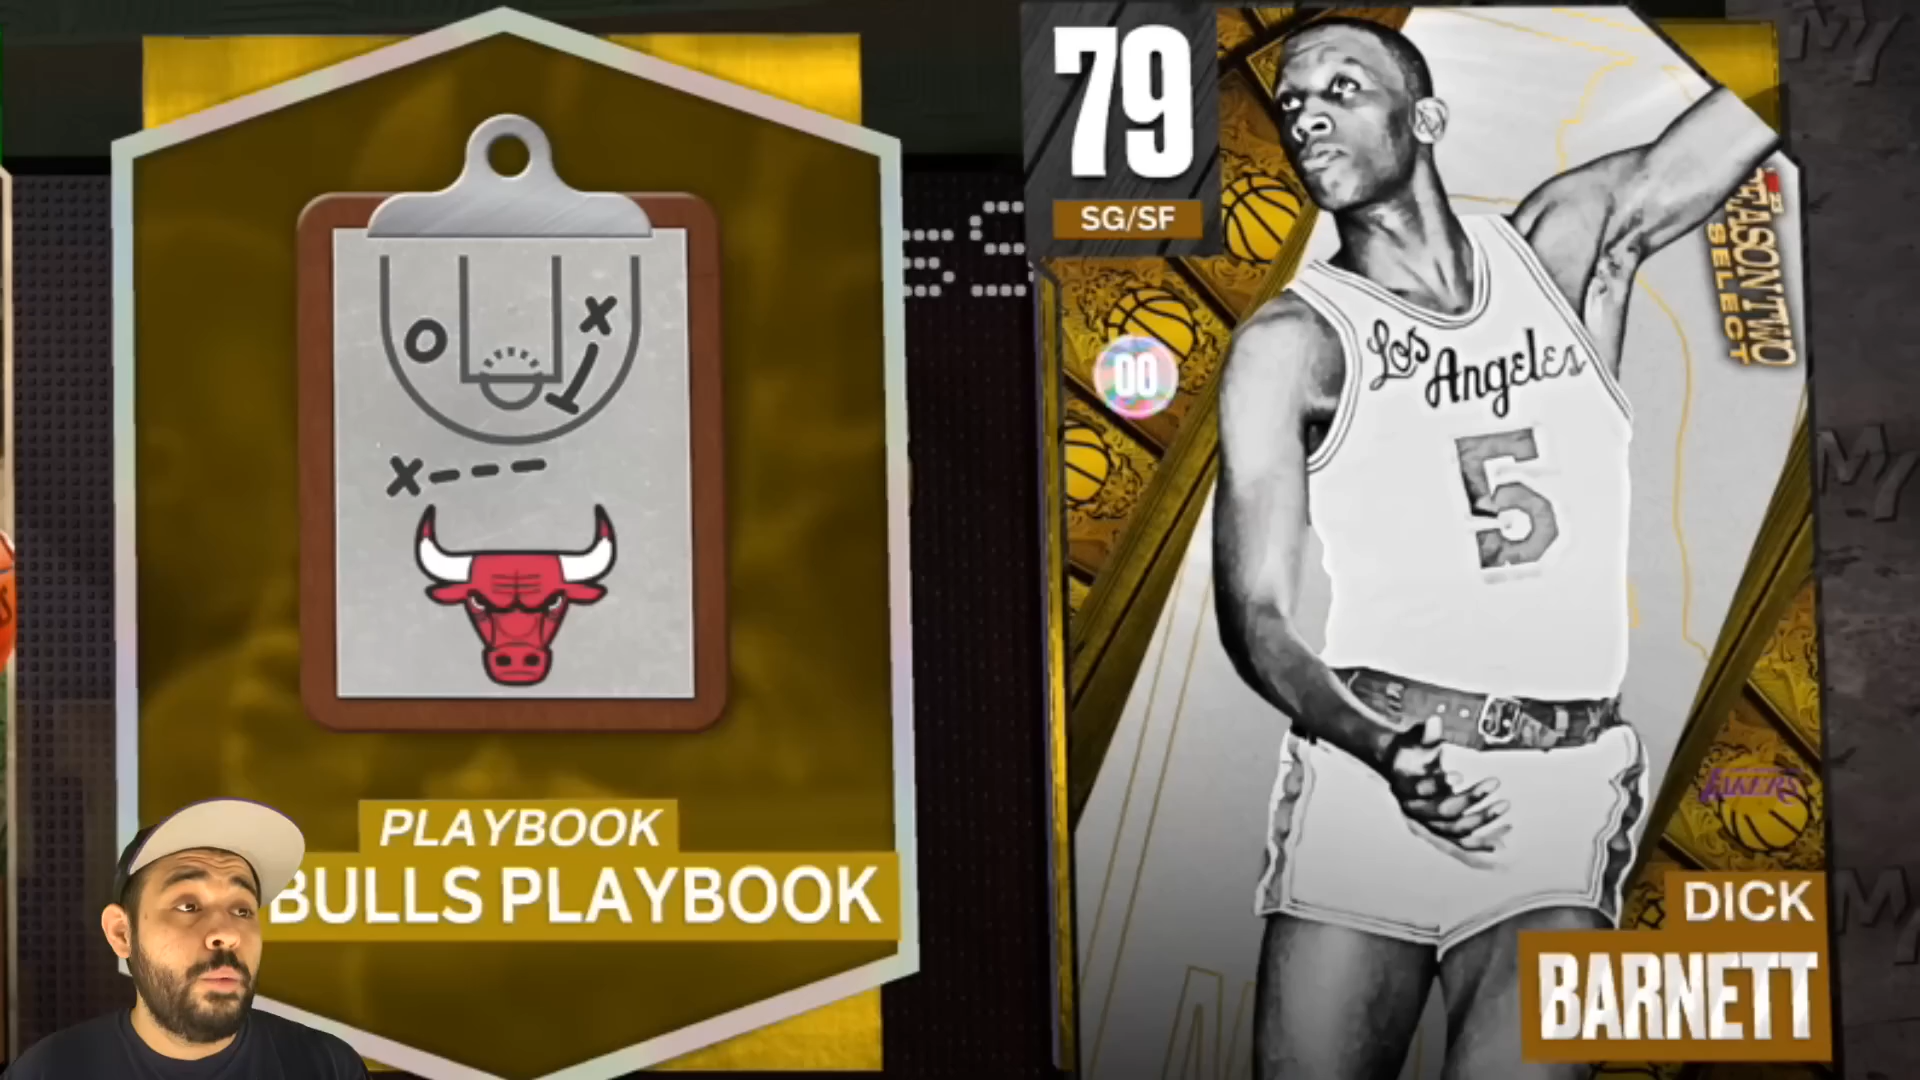 PLAYBOOK
BULLS PLAYBOOK
79
SG/SF
00
SEASON TWO
SELECT
Los Angeles
5
LAKERS
DICK
BARNETT